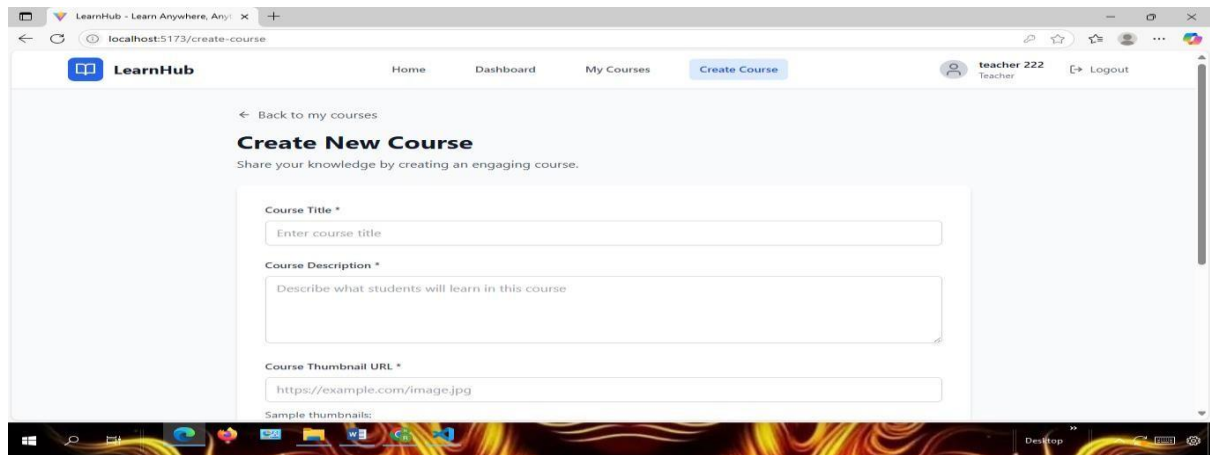 LearnHub - Learn Anywhere, Any
localhost:5173/create-course
LearnHub Home Dashboard My Courses Create Course teacher 222 Logout
Teacher
Back to my courses
Create New Course
Share your knowledge by creating an engaging course.
Course Title *
Enter course title
Course Description *
Describe what students will learn in this course
Course Thumbnail URL *
https://example.com/image.jpg
Sample thumbnails:
Desktop